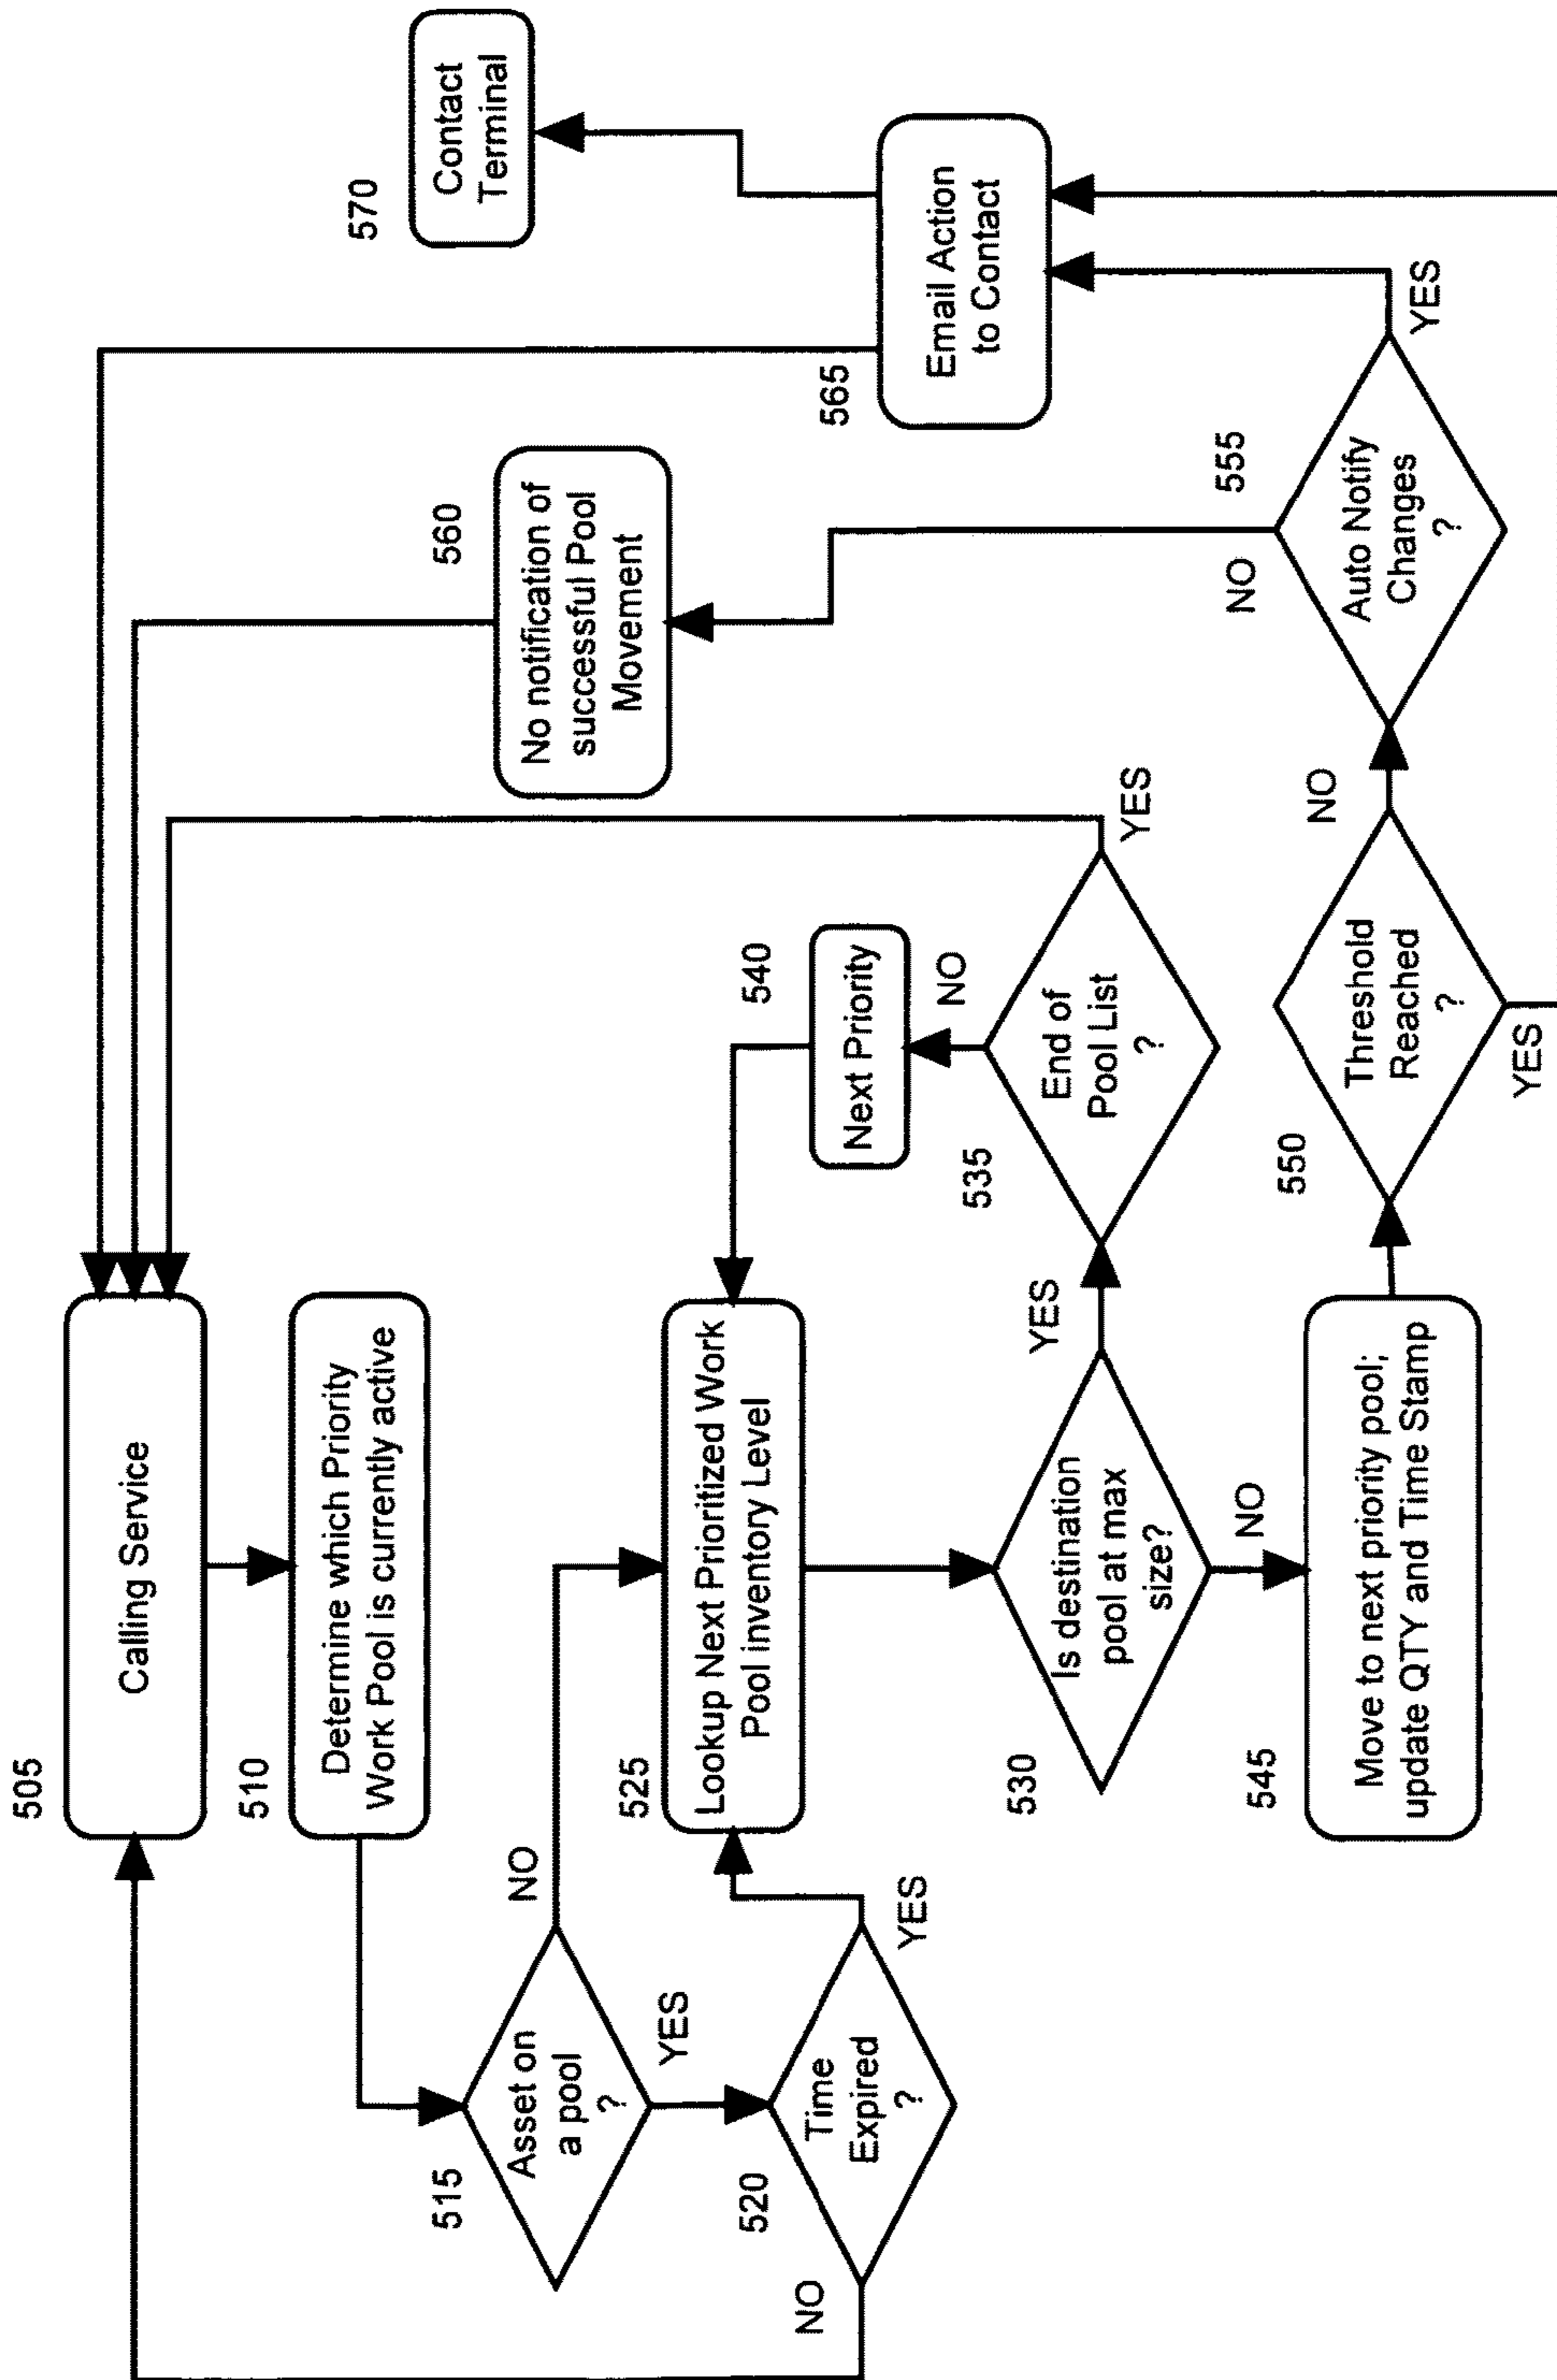 505
Calling Service
510
Determine which Priority
Work Pool is currently active
515
Asset on
a pool
?
NO
YES
520
Time
Expired
?
NO
YES
525
Lookup Next Prioritized Work
Pool inventory Level
530
Is destination
pool at max
size?
YES
NO
535
End of
Pool List
?
NO
YES
540
Next Priority
545
Move to next priority pool;
update QTY and Time Stamp
550
Threshold
Reached
?
NO
YES
555
Auto Notify
Changes
?
NO
YES
560
No notification of
successful Pool
Movement
565
Email Action
to Contact
570
Contact
Terminal